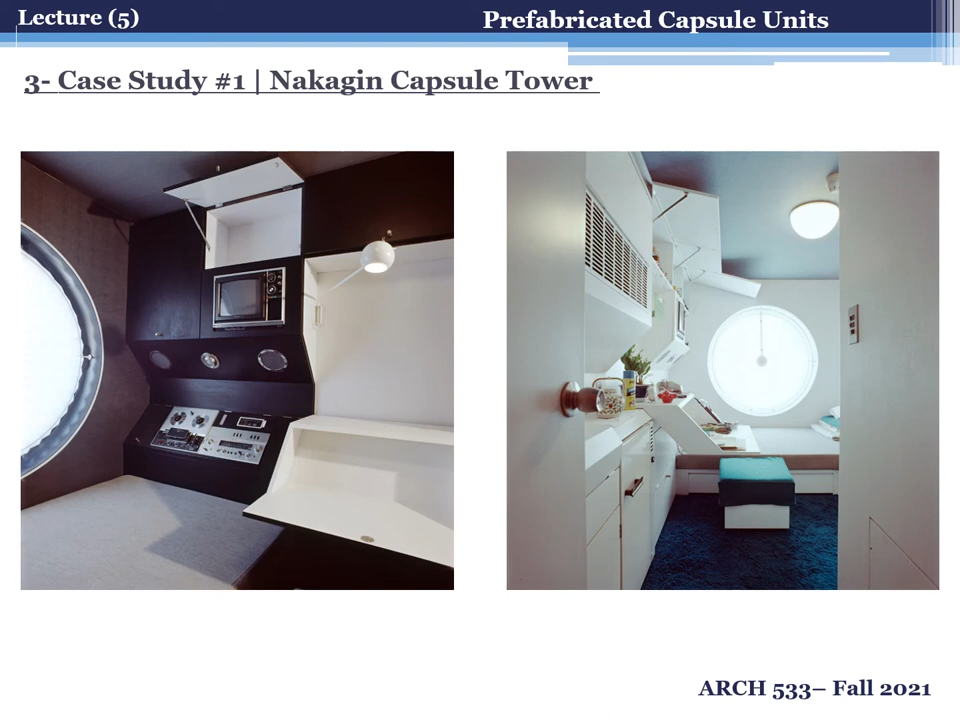 Lecture (5)
Prefabricated Capsule Units
3- Case Study #1 | Nakagin Capsule Tower
ARCH 533– Fall 2021